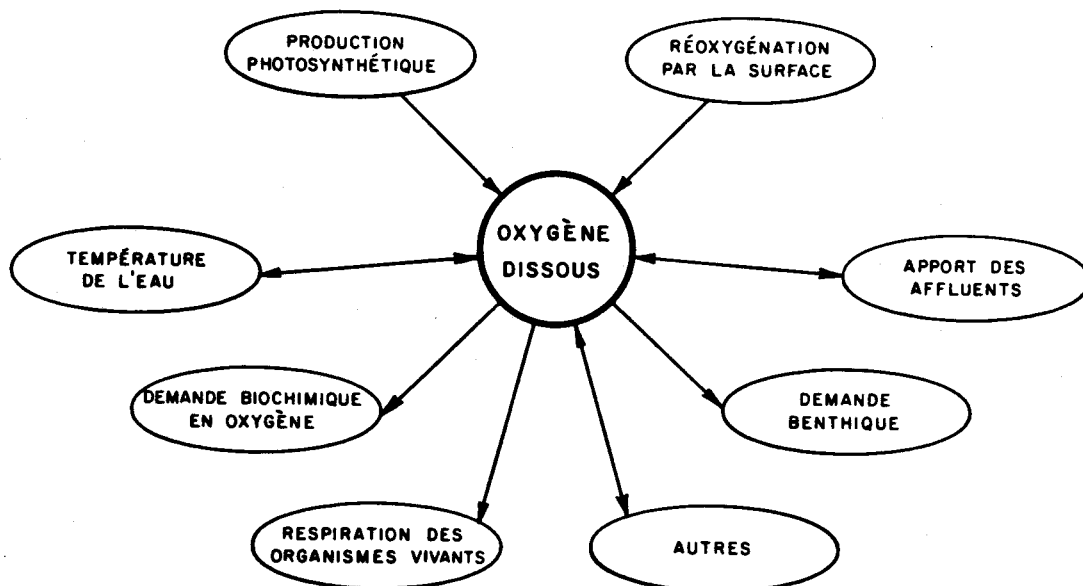 PRODUCTION
PHOTOSYNTHÉTIQUE
RÉOXYGÉNATION
PAR LA SURFACE
OXYGÈNE
DISSOUS
TEMPÉRATURE
DE L'EAU
APPORT DES
AFFLUENTS
DEMANDE BIOCHIMIQUE
EN OXYGÈNE
DEMANDE
BENTHIQUE
RESPIRATION DES
ORGANISMES VIVANTS
AUTRES